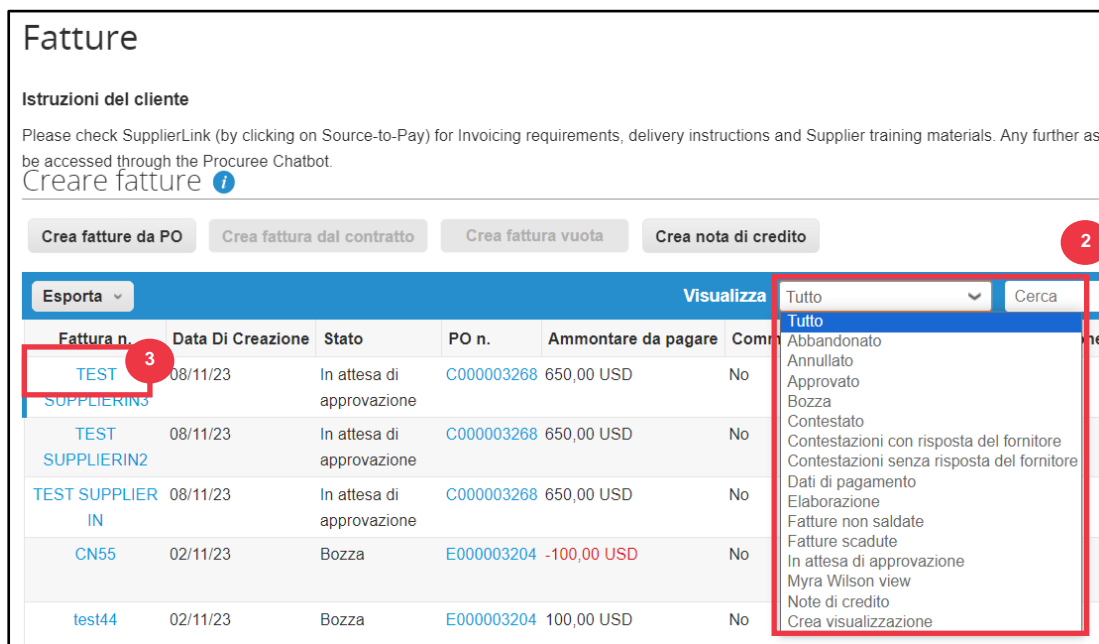 Fatture
Istruzioni del cliente
Please check SupplierLink (by clicking on Source-to-Pay) for Invoicing requirements, delivery instructions and Supplier training materials. Any further as
be accessed through the Procuree Chatbot.
Creare fatture i
Crea fatture da PO Crea fattura dal contratto Crea fattura vuota Crea nota di credito
2
Esporta Visualizza Tutto Cerca
Fattura n. Data Di Creazione Stato PO n. Ammontare da pagare
3
TEST 08/11/23 In attesa di C000003268 650,00 USD No
SUPPLIERIN3 approvazione
TEST 08/11/23 In attesa di C000003268 650,00 USD No
SUPPLIERIN2 approvazione
TEST SUPPLIER 08/11/23 In attesa di C000003268 650,00 USD No
IN approvazione
CN55 02/11/23 Bozza E000003204 -100,00 USD No
test44 02/11/23 Bozza E000003204 100,00 USD No
Tutto
Abbandonato
Annullato
Approvato
Bozza
Contestato
Contestazioni con risposta del fornitore
Contestazioni senza risposta del fornitore
Dati di pagamento
Elaborazione
Fatture non saldate
Fatture scadute
In attesa di approvazione
Myra Wilson view
Note di credito
Crea visualizzazione